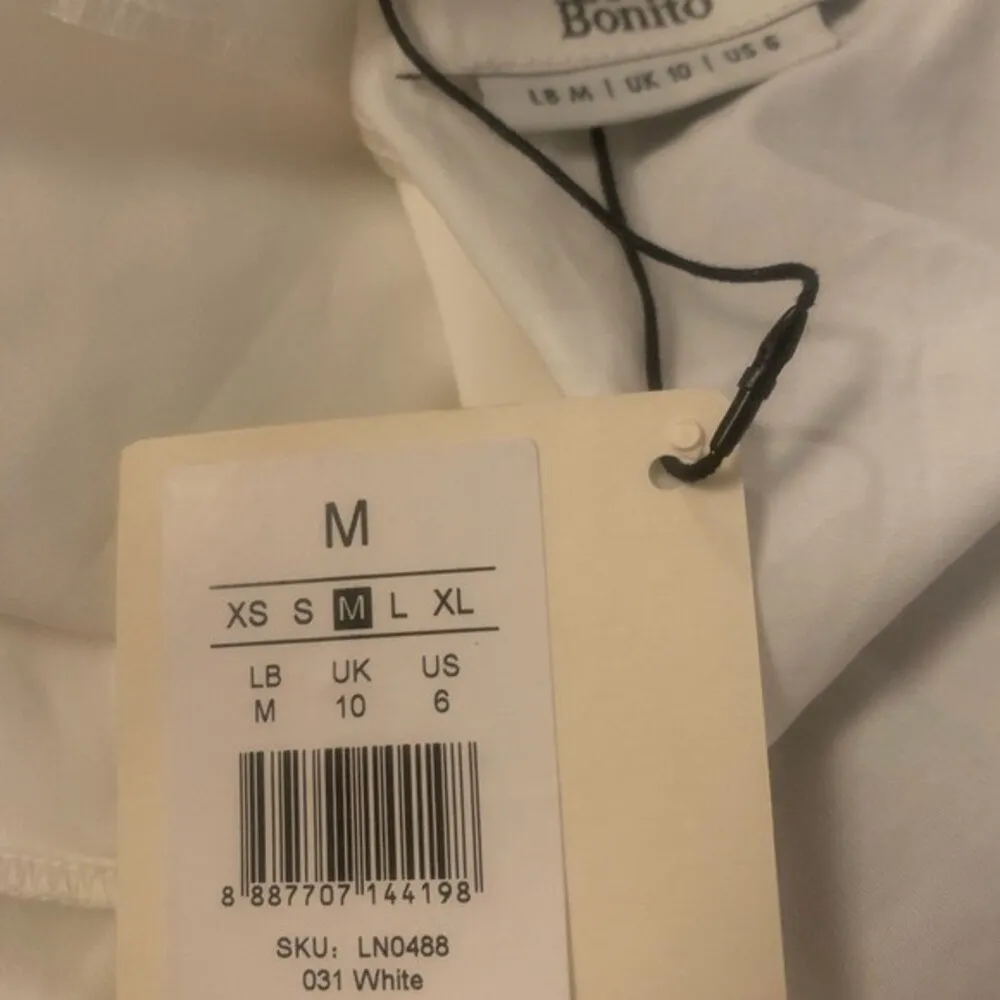 Bonito
LB M | UK 10 | US 6
M
XS S M L XL
LB UK US
M 10 6
8 887707 144198
SKU: LN0488
031 White